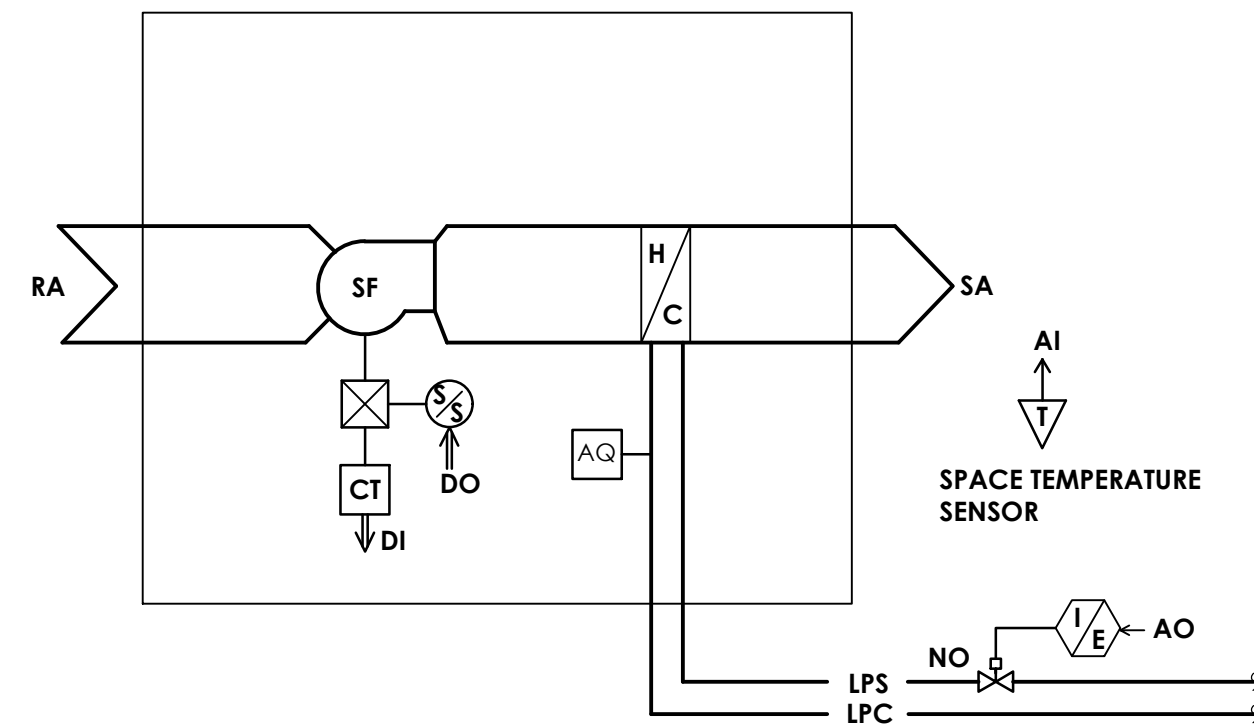 RA
SF
H
C
SA
S/S
AI
T
AQ
CT
DO
DI
SPACE TEMPERATURE
SENSOR
I/E
AO
NO
LPS
LPC